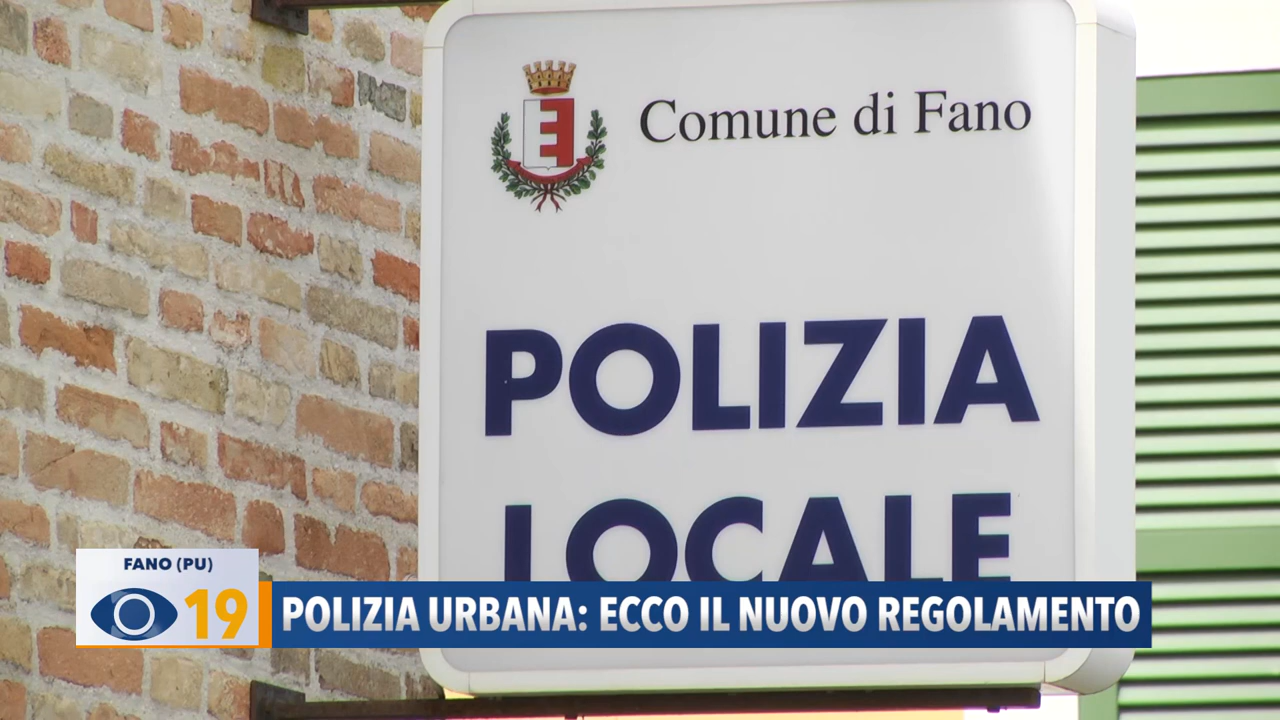 Comune di Fano
POLIZIA
LOCALE
FANO (PU)
19
POLIZIA URBANA: ECCO IL NUOVO REGOLAMENTO